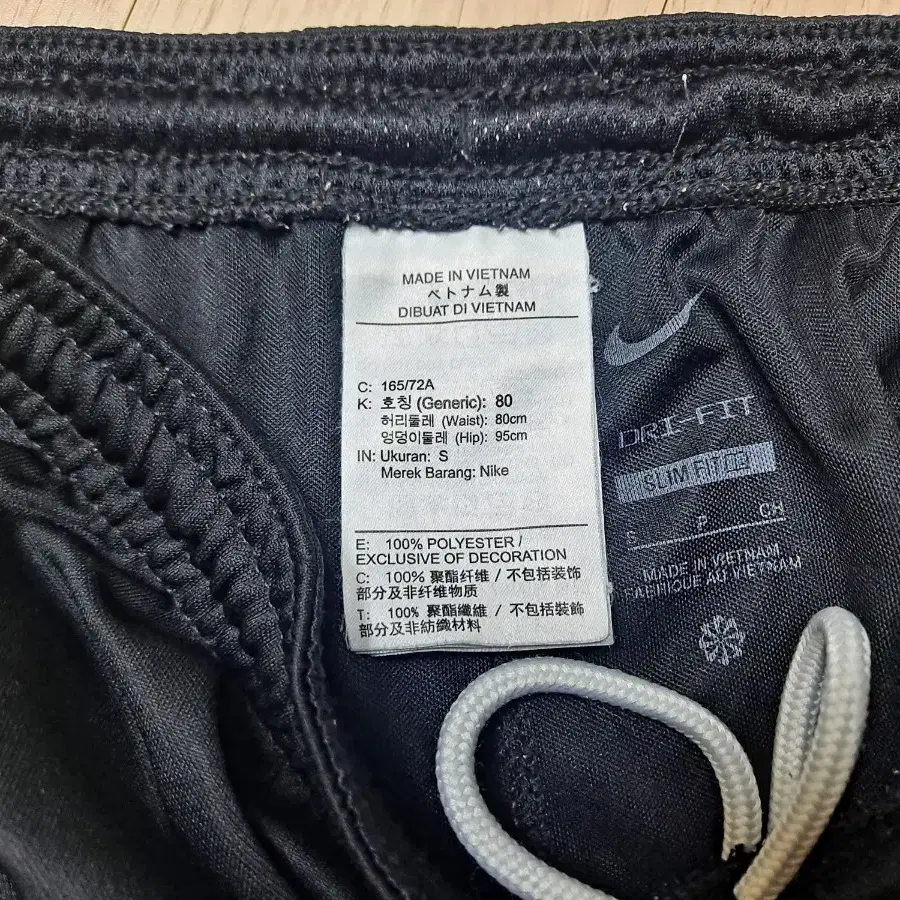 MADE IN VIETNAM
ベトナム製
DIBUAT DI VIETNAM
C: 165/72A
K: 호칭 (Generic): 80
허리둘레 (Waist): 80cm
엉덩이둘레 (Hip): 95cm
IN: Ukuran: S
Merek Barang: Nike
E: 100% POLYESTER /
EXCLUSIVE OF DECORATION
C: 100% 聚酯纤维 / 不包括装饰
部分及非纤维物质
T: 100% 聚酯纖維 / 不包括裝飾
部分及非紡織材料
DRI-FIT
SLIM FIT
S P CH
MADE IN VIETNAM
FABRIQUÉ AU VIETNAM